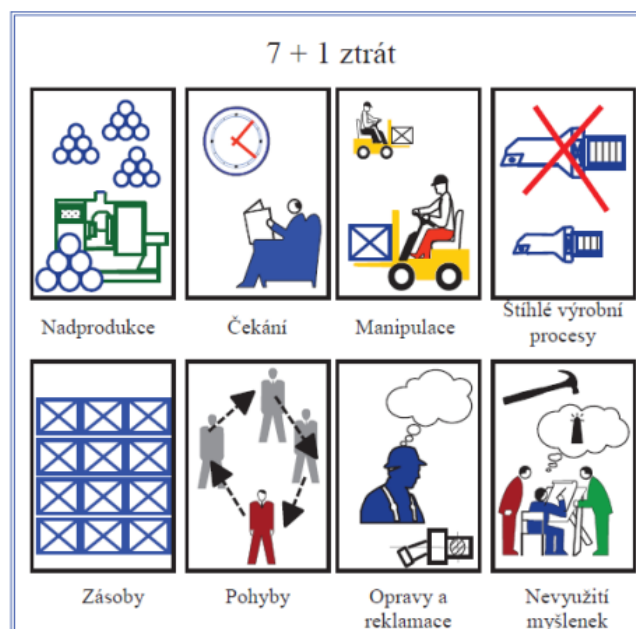 7 + 1 ztrát
Nadprodukce
Čekání
Manipulace
Štíhlé výrobní
procesy
Zásoby
Pohyby
Opravy a
reklamace
Nevyužití
myšlenek